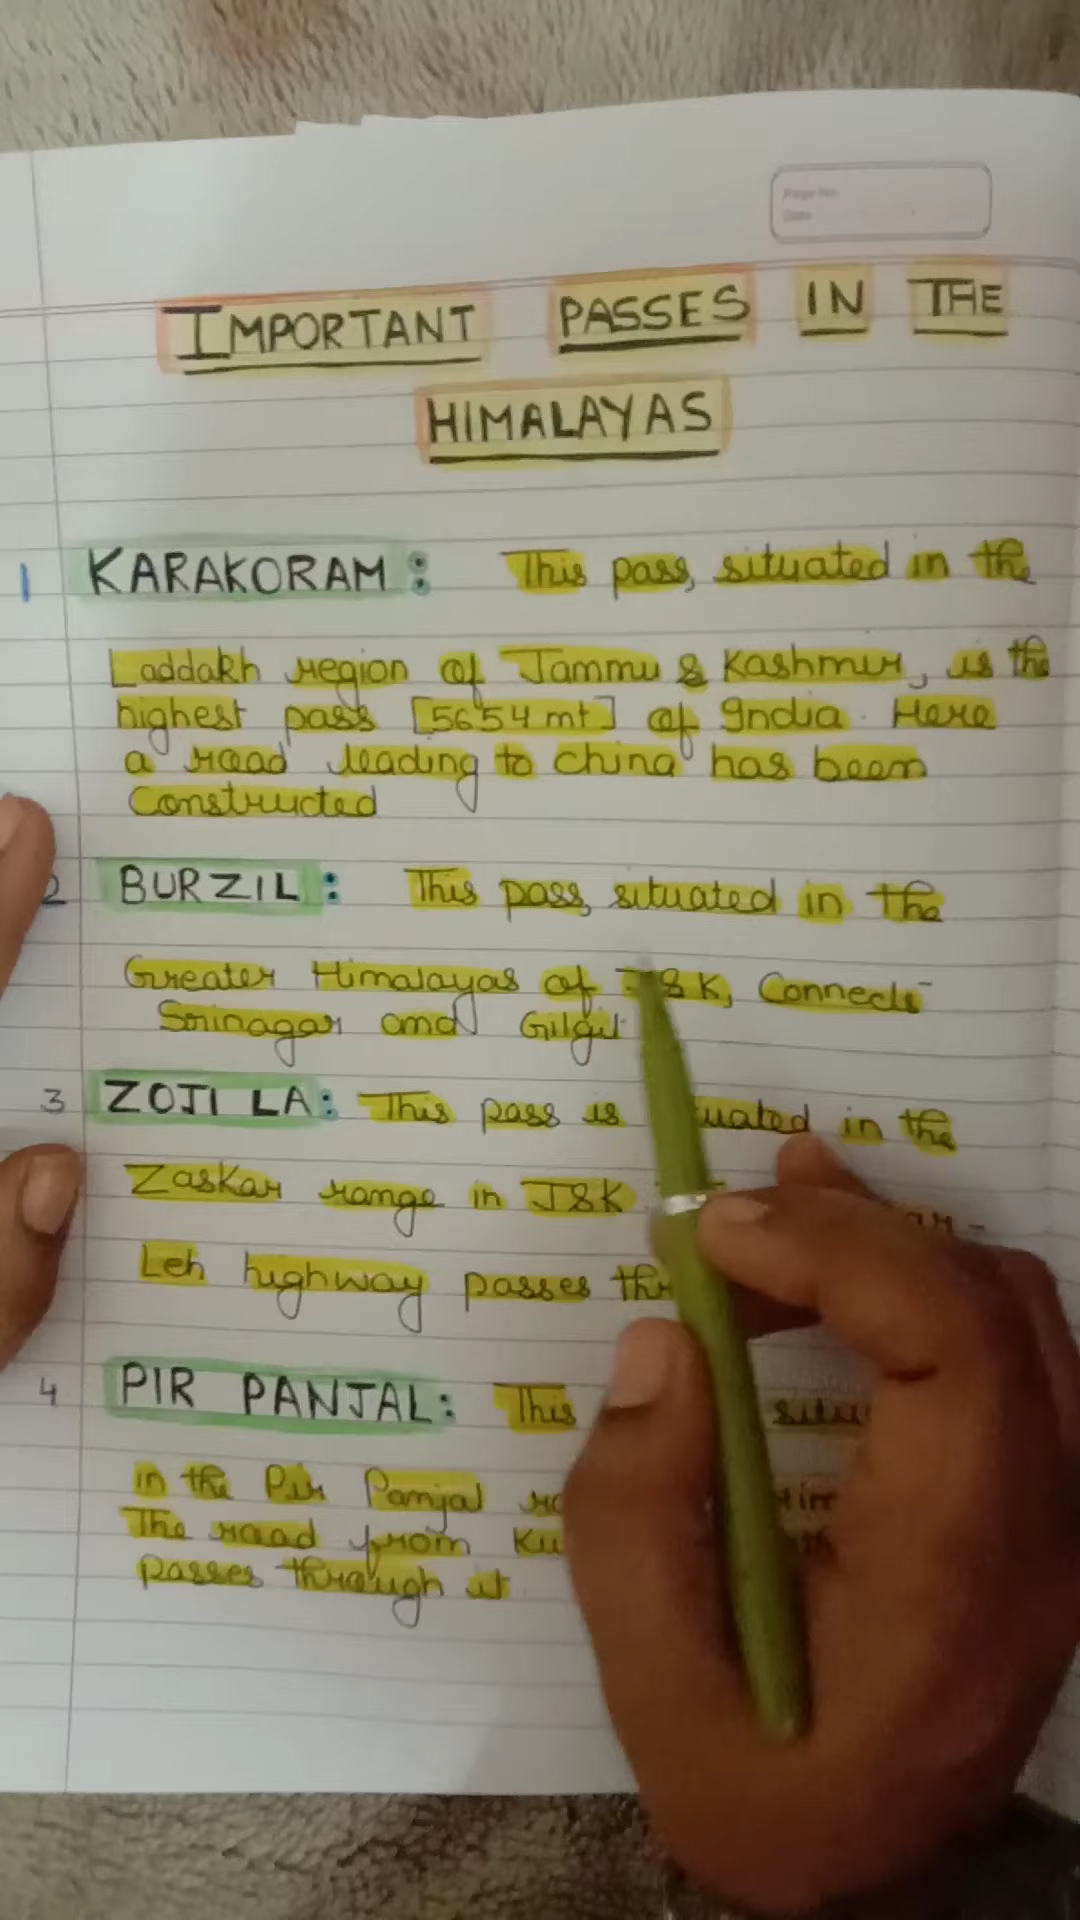 Page No.
Date
IMPORTANT PASSES IN THE
HIMALAYAS
1 KARAKORAM: This pass, situated in the
Laddakh region of Jammu & Kashmir, is the
highest pass [5654 mt] of India. Here
a road leading to China has been
Constructed
2 BURZIL: This pass, situated in the
Greater Himalayas of J&K, Connects
Srinagar and Gilgit
3 ZOJI LA: This pass is in the
Zaskar range in J&K
Leh highway passes
4 PIR PANJAL: This
in the Pir Panjal
The road from
passes through it